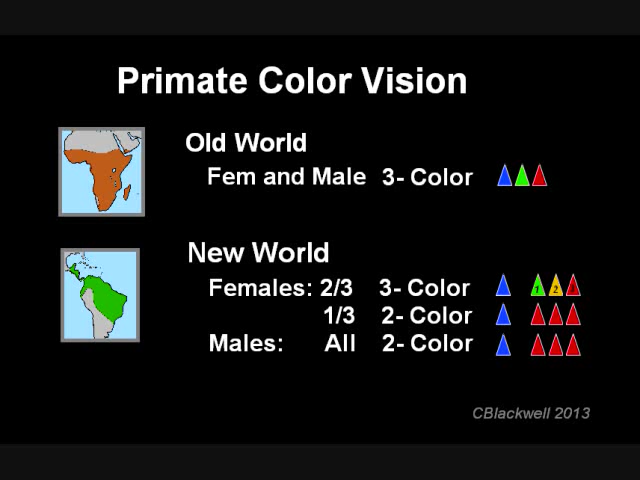 Primate Color Vision
Old World
Fem and Male 3- Color
New World
Females: 2/3 3- Color 1 2
1/3 2- Color
Males: All 2- Color
CBlackwell 2013